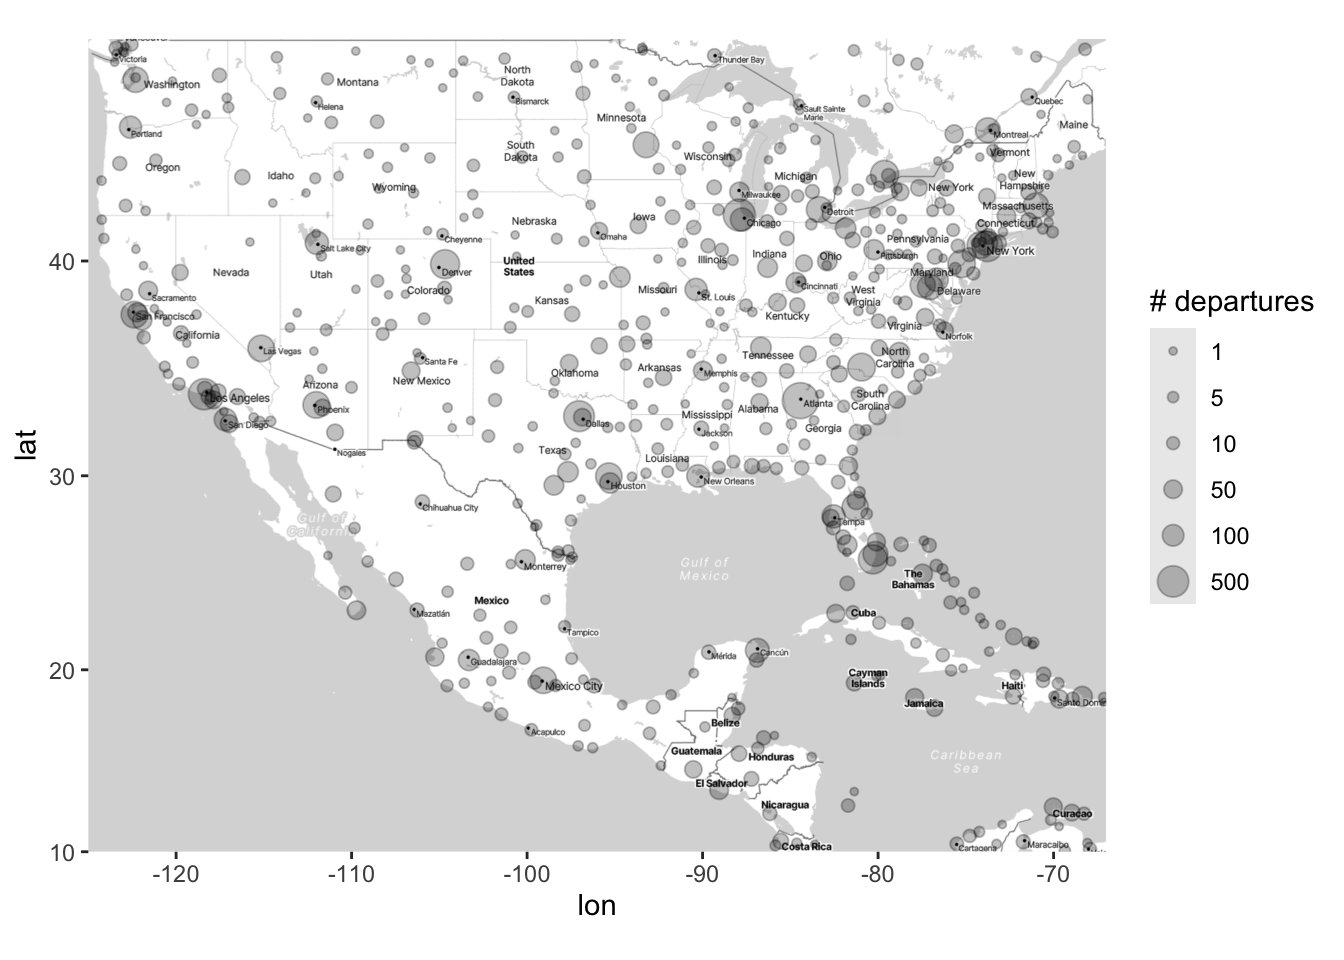 Victoria
Washington
Montana
North
Dakota
Thunder Bay
Helena
Bismarck
Sault Sainte
Marie
Quebec
Minnesota
Maine
Portland
Montreal
South
Dakota
Wisconsin
Vermont
Oregon
Idaho
Michigan
New
Hampshire
Wyoming
Milwaukee
New York
Iowa
Detroit
Massachusetts
Nebraska
Chicago
Connecticut
Salt Lake City
Cheyenne
Omaha
Pennsylvania
New York
Nevada
Utah
Denver
United
States
Illinois
Indiana
Ohio
Pittsburgh
Maryland
Sacramento
Colorado
Kansas
Missouri
St. Louis
Cincinnati
West
Virginia
Delaware
San Francisco
California
Kentucky
Virginia
Norfolk
Las Vegas
Santa Fe
Tennessee
North
Carolina
Arizona
New Mexico
Oklahoma
Arkansas
Memphis
Los Angeles
Phoenix
Mississippi
Alabama
Atlanta
South
Carolina
San Diego
Dallas
Jackson
Georgia
Nogales
Texas
Louisiana
Houston
New Orleans
Chihuahua City
Gulf of
California
Tampa
Monterrey
Gulf of
Mexico
The
Bahamas
Mazatlán
Mexico
Cuba
Tampico
Guadalajara
Mérida
Cancún
Mexico City
Cayman
Islands
Haiti
Jamaica
Acapulco
Belize
Guatemala
Honduras
Caribbean
Sea
El Salvador
Nicaragua
Curaçao
Costa Rica
Cartagena
Maracaibo
40
30
20
10
lat
-120
-110
-100
-90
-80
-70
lon
# departures
1
5
10
50
100
500